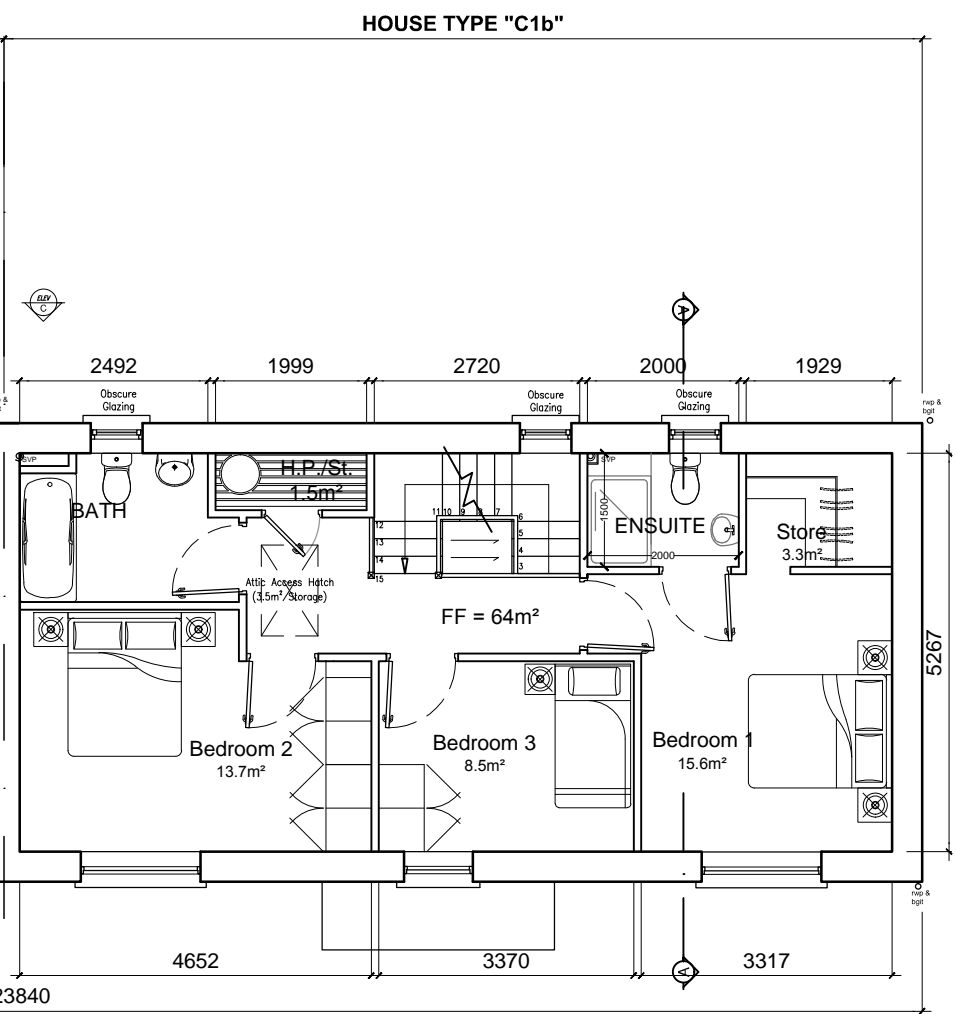 HOUSE TYPE "C1b"
ELEV
C
A
2492
1999
2720
2000
1929
Obscure
Glazing
Obscure
Glazing
Obscure
Glazing
rwp &
bgit
SVP
H.P./St.
1.5m²
BATH
SVP
1500
ENSUITE
2000
Store
3.3m²
11
10
9
8
7
6
5
4
3
12
13
14
15
Attic Access Hatch
(3.5m² Storage)
FF = 64m²
5267
Bedroom 2
13.7m²
Bedroom 3
8.5m²
Bedroom 1
15.6m²
rwp &
bgit
4652
3370
3317
A
23840